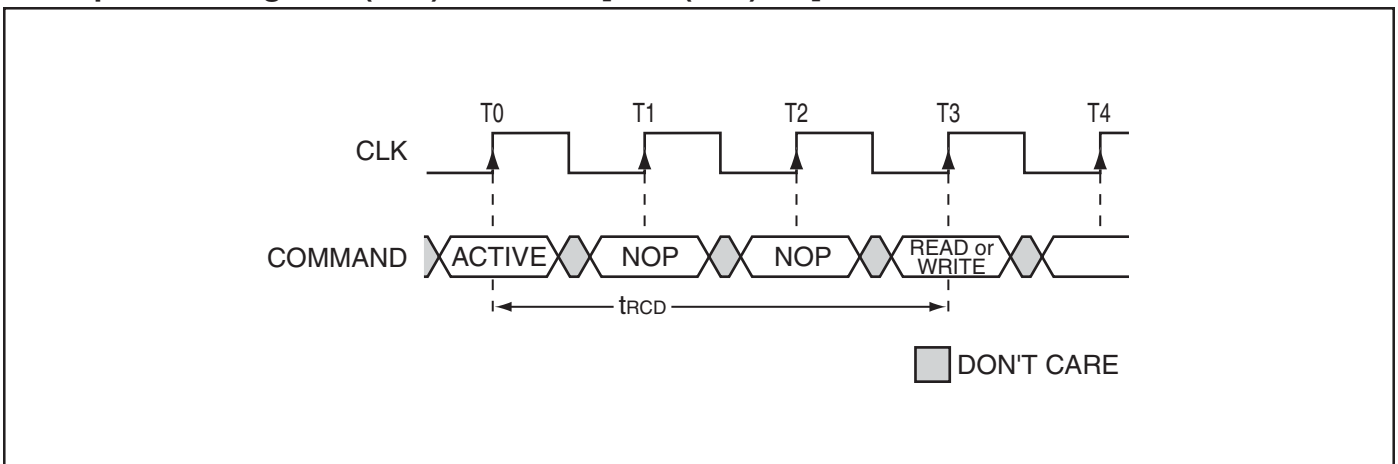 T0 T1 T2 T3 T4
CLK
COMMAND ACTIVE NOP NOP READ or
WRITE
tRCD
DON'T CARE